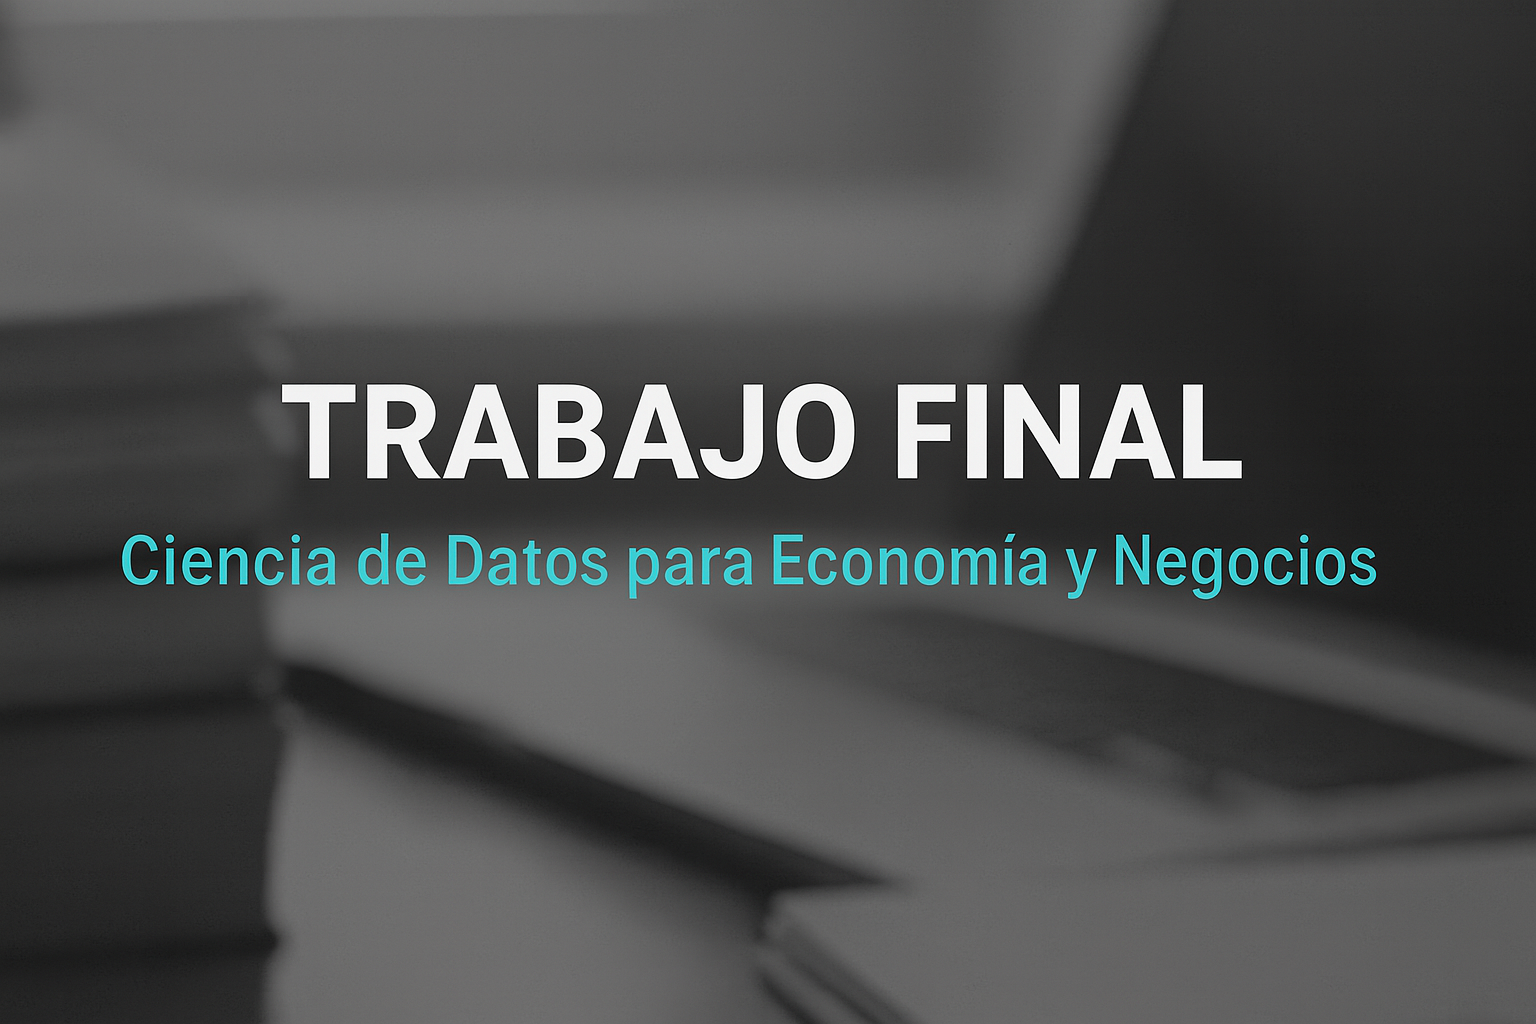 TRABAJO FINAL
Ciencia de Datos para Economía y Negocios